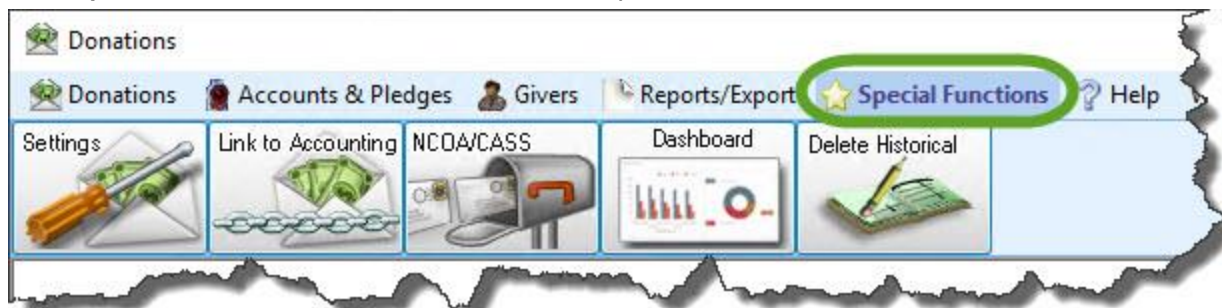 Donations
Donations Accounts & Pledges Givers Reports/Export Special Functions Help
Settings Link to Accounting NCOA/CASS Dashboard Delete Historical